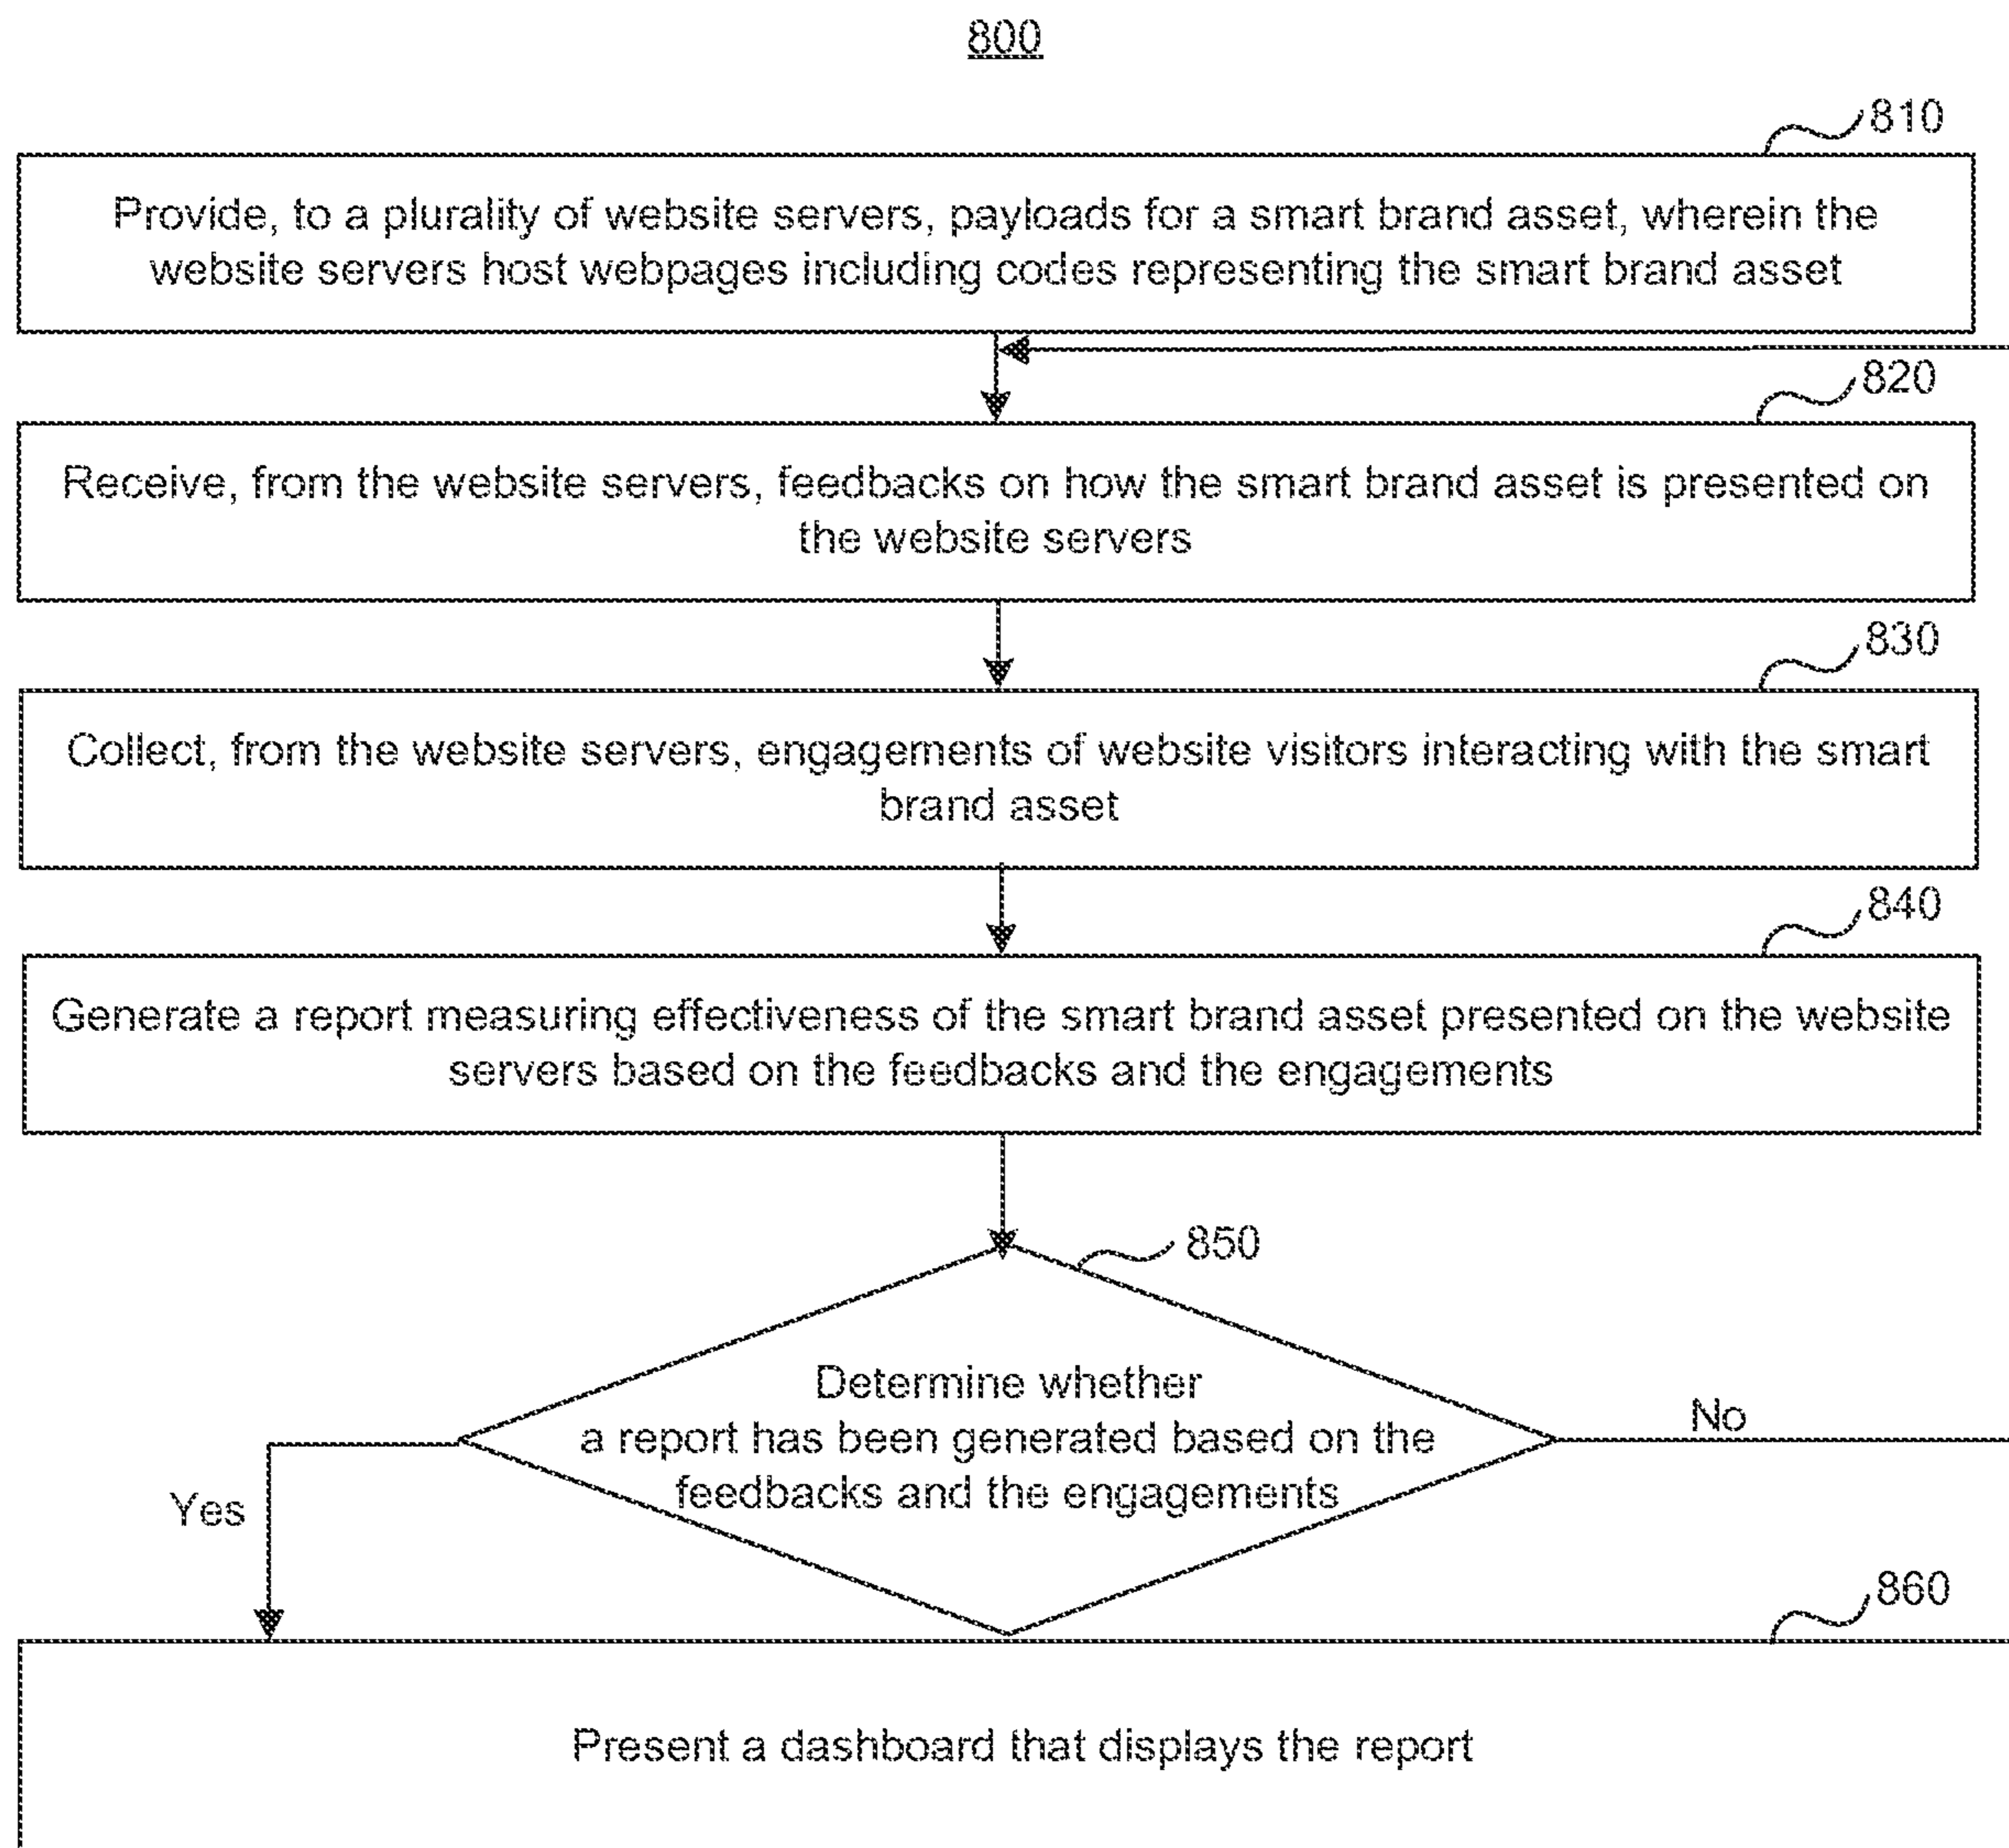 800
810
Provide, to a plurality of website servers, payloads for a smart brand asset, wherein the
website servers host webpages including codes representing the smart brand asset
820
Receive, from the website servers, feedbacks on how the smart brand asset is presented on
the website servers
830
Collect, from the website servers, engagements of website visitors interacting with the smart
brand asset
840
Generate a report measuring effectiveness of the smart brand asset presented on the website
servers based on the feedbacks and the engagements
850
Determine whether
a report has been generated based on the
feedbacks and the engagements
No
Yes
860
Present a dashboard that displays the report